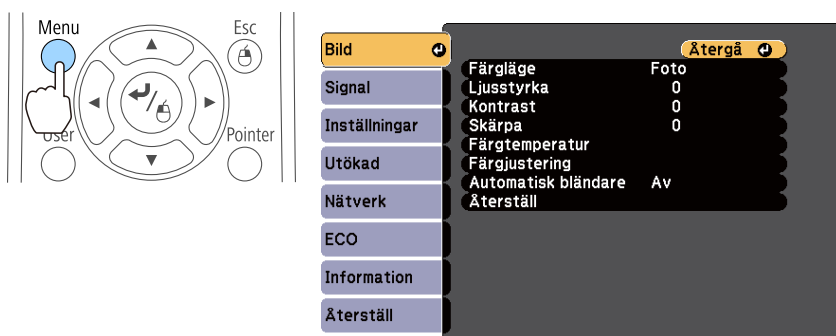 Menu
Esc
User
Pointer
Bild
Signal
Inställningar
Utökad
Nätverk
ECO
Information
Återställ
Återgå
Färgläge Foto
Ljusstyrka 0
Kontrast 0
Skärpa 0
Färgtemperatur
Färgjustering
Automatisk bländare Av
Återställ